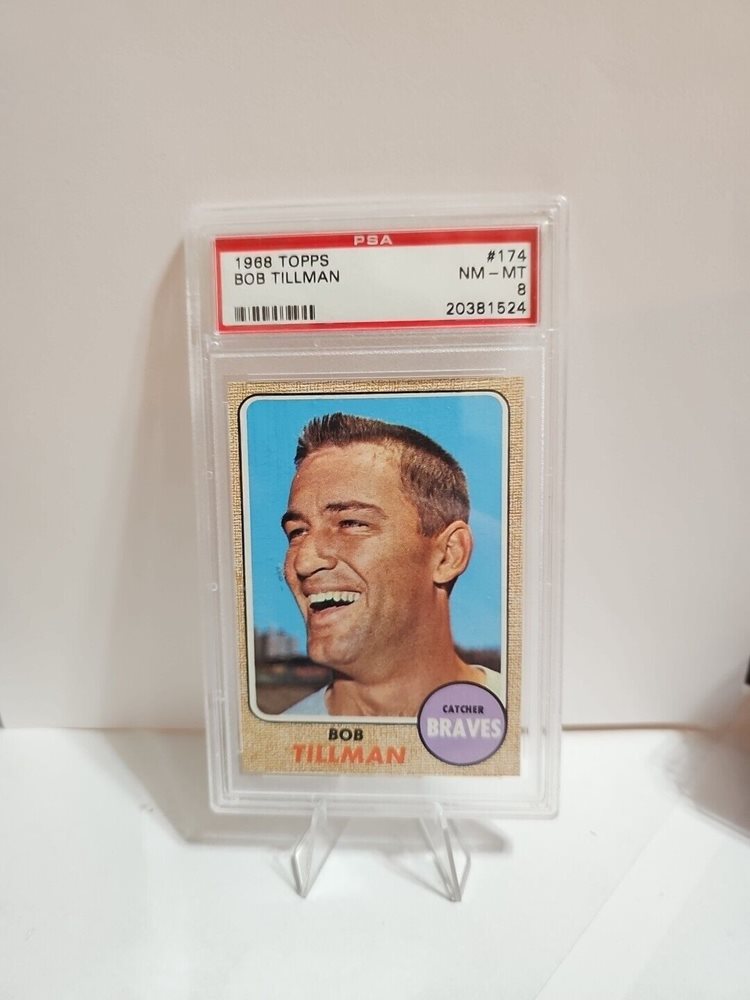 PSA
1968 TOPPS #174
BOB TILLMAN NM-MT
8
20381524
CATCHER
BRAVES
BOB
TILLMAN